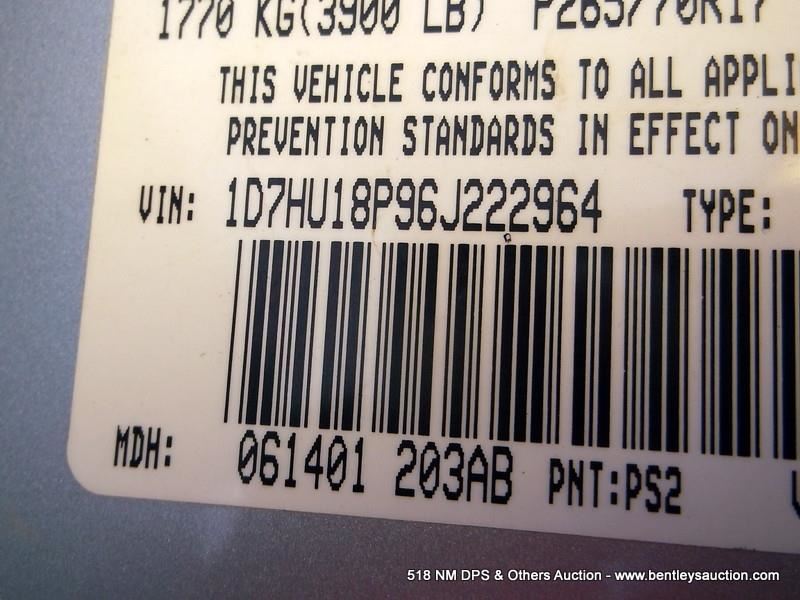 1770 KG(3900 LB) P265/70R17
THIS VEHICLE CONFORMS TO ALL APPLI
PREVENTION STANDARDS IN EFFECT ON
VIN: 1D7HU18P96J222964 TYPE:
MDH: 061401 203AB PNT:PS2
518 NM DPS & Others Auction - www.bentleysauction.com